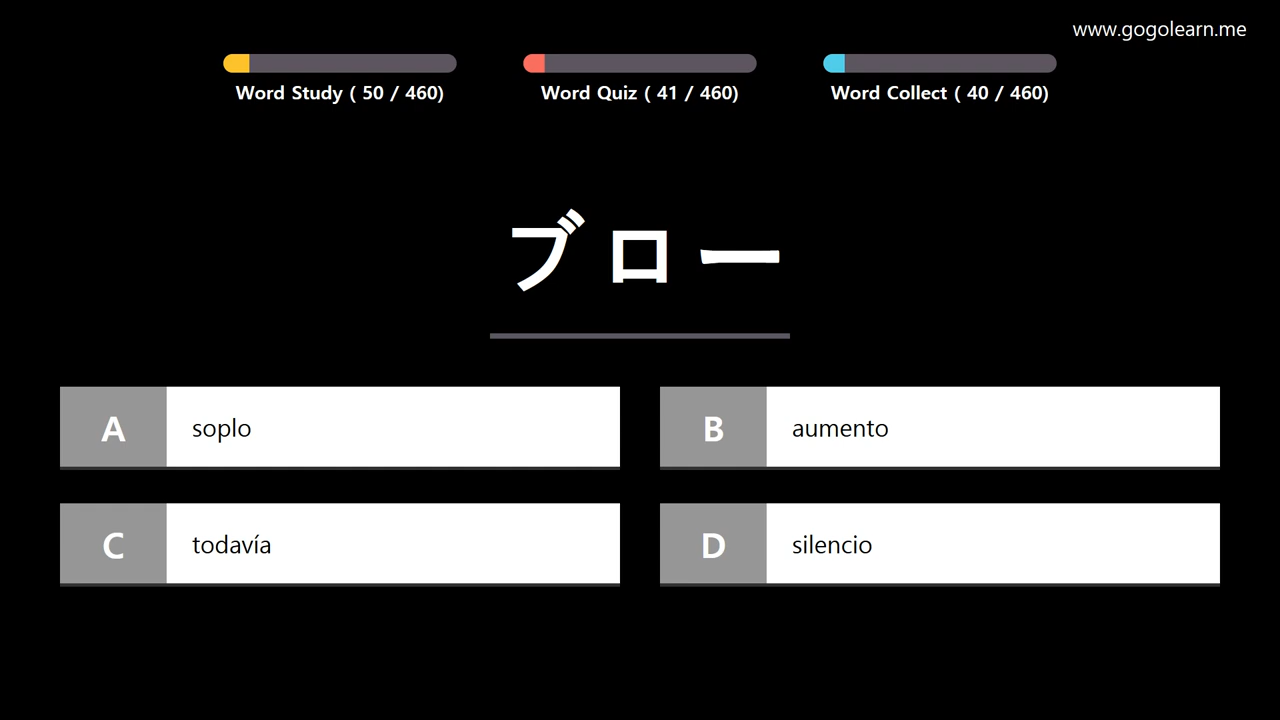 www.gogolearn.me
Word Study ( 50 / 460)
Word Quiz ( 41 / 460)
Word Collect ( 40 / 460)
ブロー
A soplo
B aumento
C todavía
D silencio